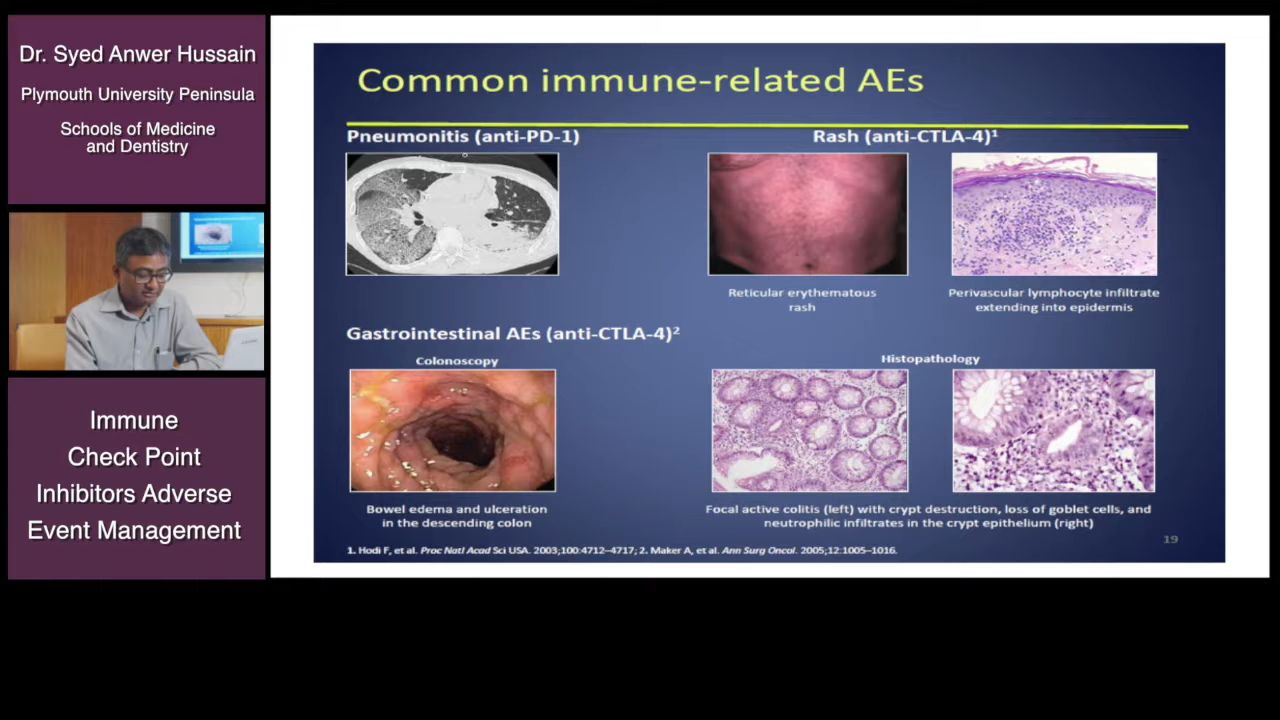 Dr. Syed Anwer Hussain
Plymouth University Peninsula
Schools of Medicine
and Dentistry
Immune
Check Point
Inhibitors Adverse
Event Management
Common immune-related AEs
Pneumonitis (anti-PD-1)
Rash (anti-CTLA-4)¹
Reticular erythematous
rash
Perivascular lymphocyte infiltrate
extending into epidermis
Gastrointestinal AEs (anti-CTLA-4)²
Colonoscopy
Histopathology
Bowel edema and ulceration
in the descending colon
Focal active colitis (left) with crypt destruction, loss of goblet cells, and
neutrophilic infiltrates in the crypt epithelium (right)
19
1. Hodi F, et al. Proc Natl Acad Sci USA. 2003;100:4712–4717; 2. Maker A, et al. Ann Surg Oncol. 2005;12:1005–1016.